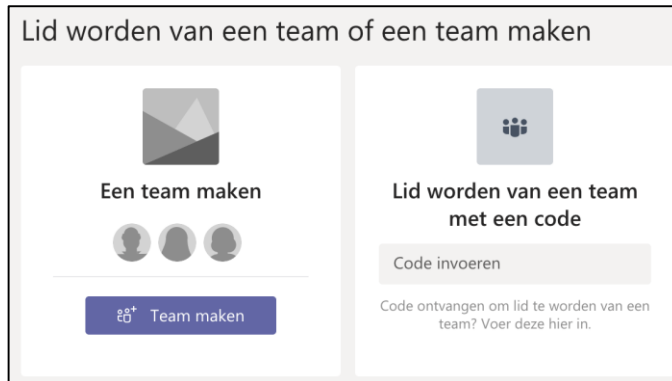 Lid worden van een team of een team maken
Een team maken
Team maken
Lid worden van een team
met een code
Code invoeren
Code ontvangen om lid te worden van een
team? Voer deze hier in.